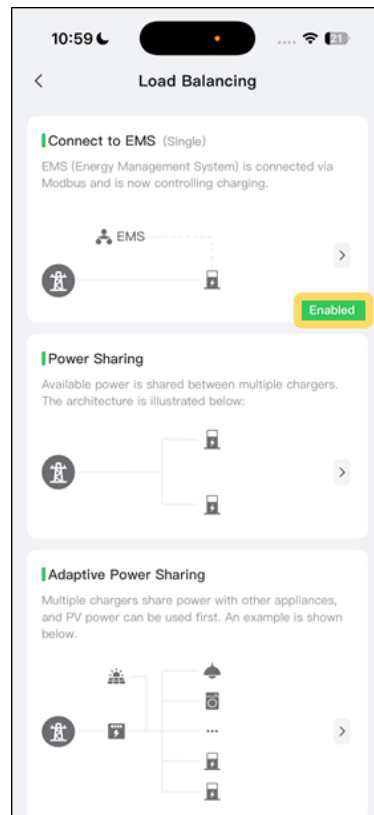 10:59
21
Load Balancing
Connect to EMS (Single)
EMS (Energy Management System) is connected via
Modbus and is now controlling charging.
EMS
Enabled
Power Sharing
Available power is shared between multiple chargers.
The architecture is illustrated below:
Adaptive Power Sharing
Multiple chargers share power with other appliances,
and PV power can be used first. An example is shown
below.
...